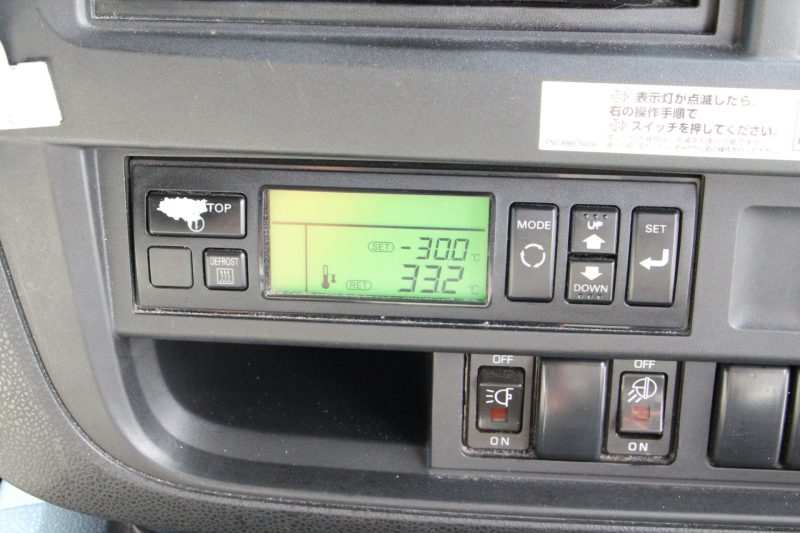 表示灯が点滅したら、
右の操作手順で
スイッチを押してください。
TOP
DEFROST
SET -30.0 °C
RET 33.2 °C
MODE
UP
DOWN
SET
OFF
ON
OFF
ON